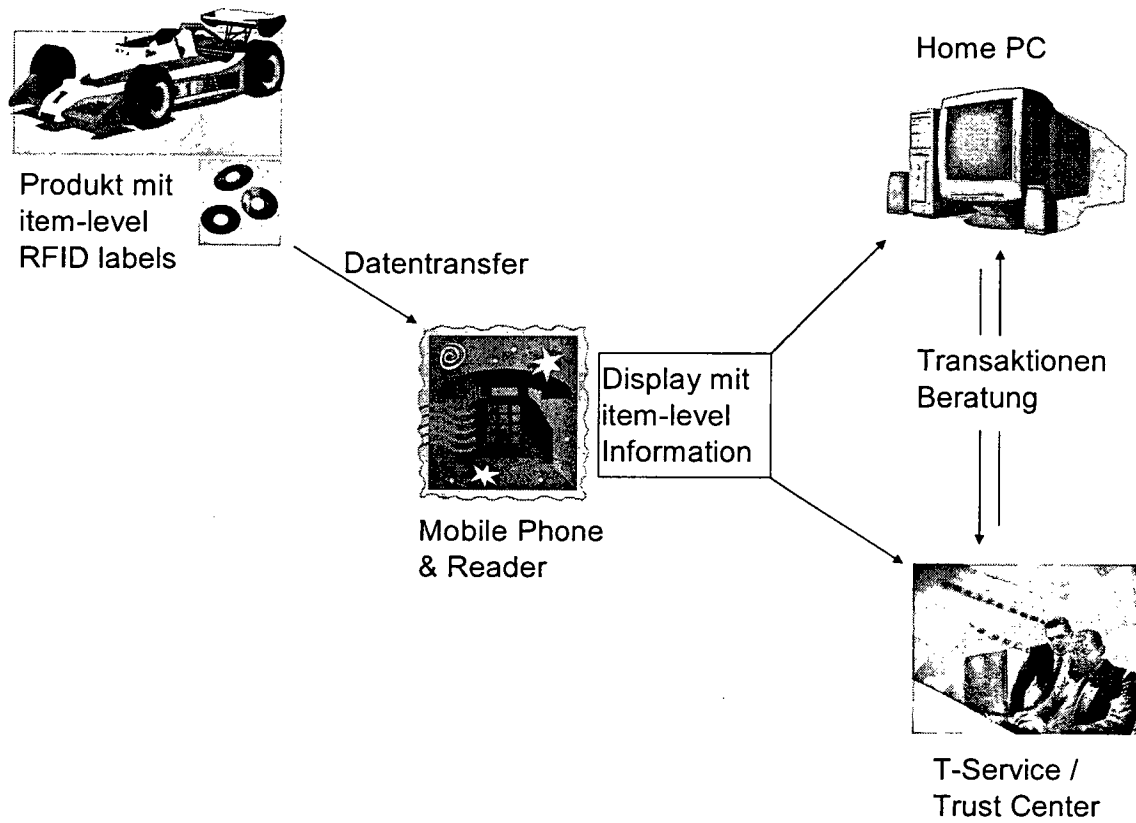 Home PC
Produkt mit
item-level
RFID labels
Datentransfer
Display mit
item-level
Information
Transaktionen
Beratung
Mobile Phone
& Reader
T-Service /
Trust Center